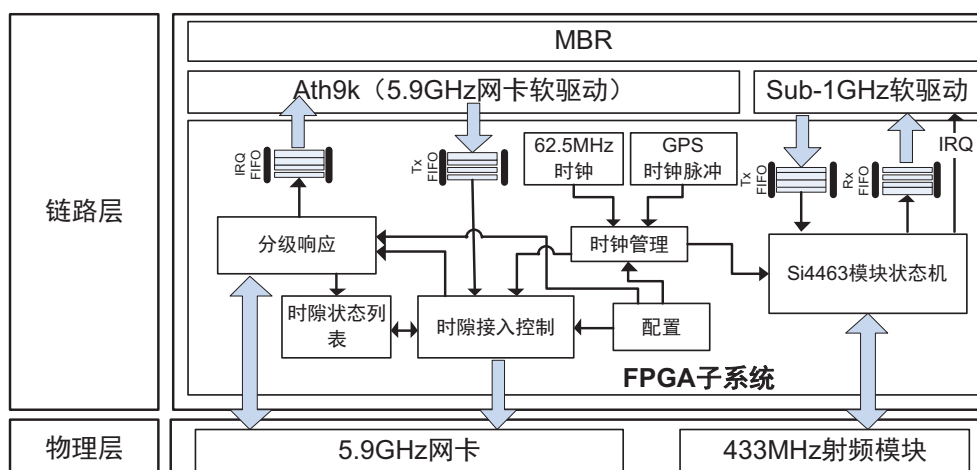 MBR
Ath9k（5.9GHz网卡软驱动）
Sub-1GHz软驱动
IRQ
FIFO
Tx
FIFO
62.5MHz
时钟
GPS
时钟脉冲
Tx
FIFO
Rx
FIFO
IRQ
链路层
分级响应
时钟管理
Si4463模块状态机
时隙状态列
表
时隙接入控制
配置
FPGA子系统
物理层
5.9GHz网卡
433MHz射频模块